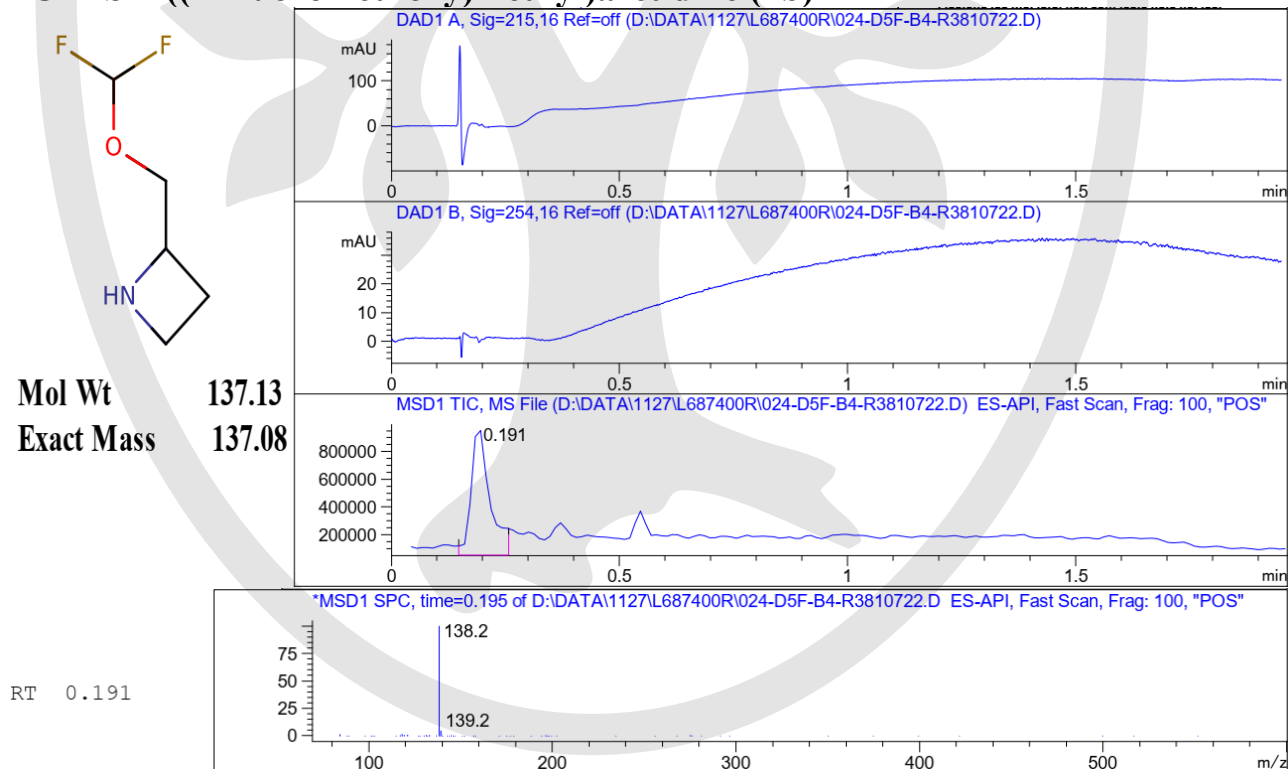 DAD1 A, Sig=215,16 Ref=off (D:\DATA\1127\L687400R\024-D5F-B4-R3810722.D)
mAU
100
0
0 0.5 1 1.5 min
DAD1 B, Sig=254,16 Ref=off (D:\DATA\1127\L687400R\024-D5F-B4-R3810722.D)
mAU
20
10
0
0 0.5 1 1.5 min
F F
O
HN
Mol Wt 137.13
Exact Mass 137.08
MSD1 TIC, MS File (D:\DATA\1127\L687400R\024-D5F-B4-R3810722.D) ES-API, Fast Scan, Frag: 100, "POS"
0.191
800000
600000
400000
200000
0 0.5 1 1.5 min
*MSD1 SPC, time=0.195 of D:\DATA\1127\L687400R\024-D5F-B4-R3810722.D ES-API, Fast Scan, Frag: 100, "POS"
138.2
75
50
25
139.2
0
100 200 300 400 500 m/z
RT 0.191